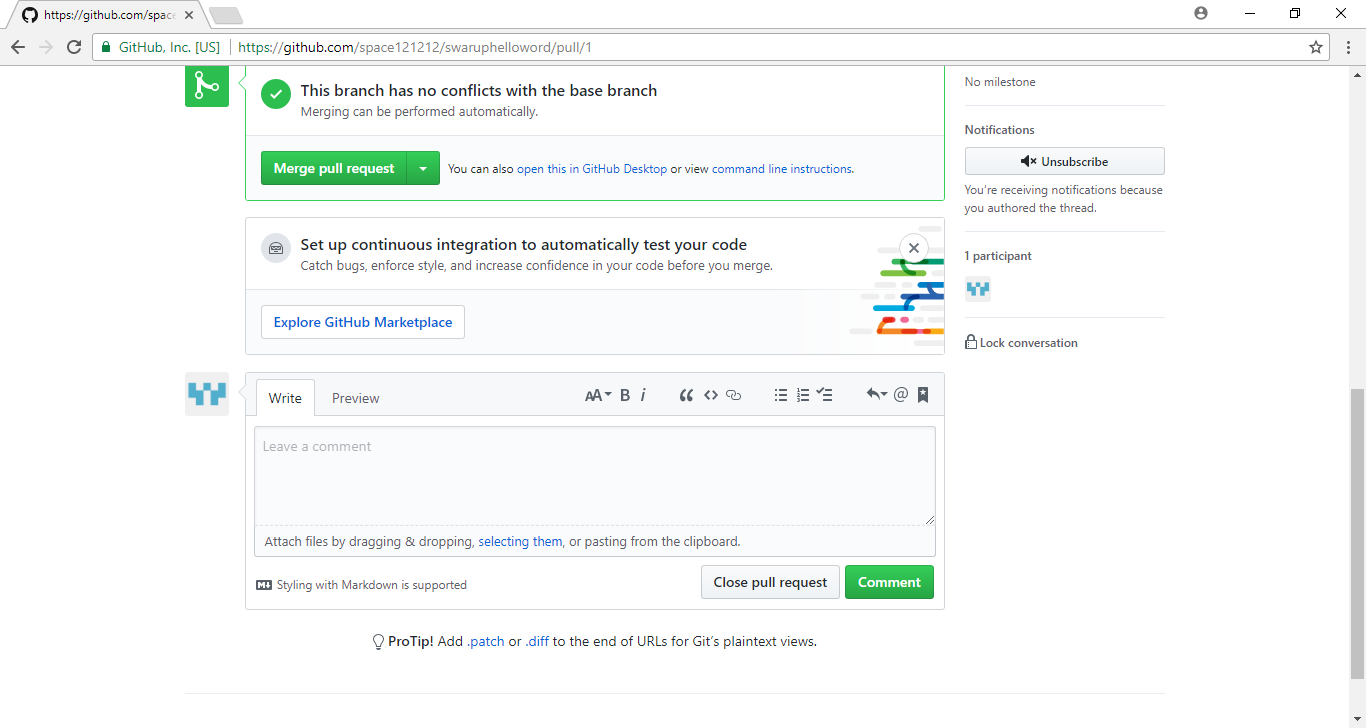 https://github.com/space
GitHub, Inc. [US] https://github.com/space121212/swaruphelloword/pull/1
This branch has no conflicts with the base branch
Merging can be performed automatically.
Merge pull request
You can also open this in GitHub Desktop or view command line instructions.
Set up continuous integration to automatically test your code
Catch bugs, enforce style, and increase confidence in your code before you merge.
Explore GitHub Marketplace
Write Preview
AA B i
Leave a comment
Attach files by dragging & dropping, selecting them, or pasting from the clipboard.
Styling with Markdown is supported
Close pull request Comment
ProTip! Add .patch or .diff to the end of URLs for Git's plaintext views.
No milestone
Notifications
Unsubscribe
You're receiving notifications because
you authored the thread.
1 participant
Lock conversation